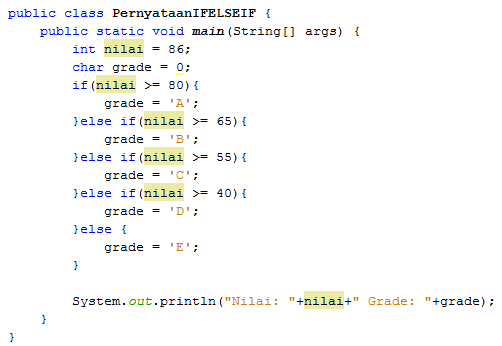 public class PernyataanIFELSEIF {
    public static void main(String[] args) {
        int nilai = 86;
        char grade = 0;
        if(nilai >= 80){
            grade = 'A';
        }else if(nilai >= 65){
            grade = 'B';
        }else if(nilai >= 55){
            grade = 'C';
        }else if(nilai >= 40){
            grade = 'D';
        }else {
            grade = 'E';
        }

        System.out.println("Nilai: "+nilai+" Grade: "+grade);
    }
}